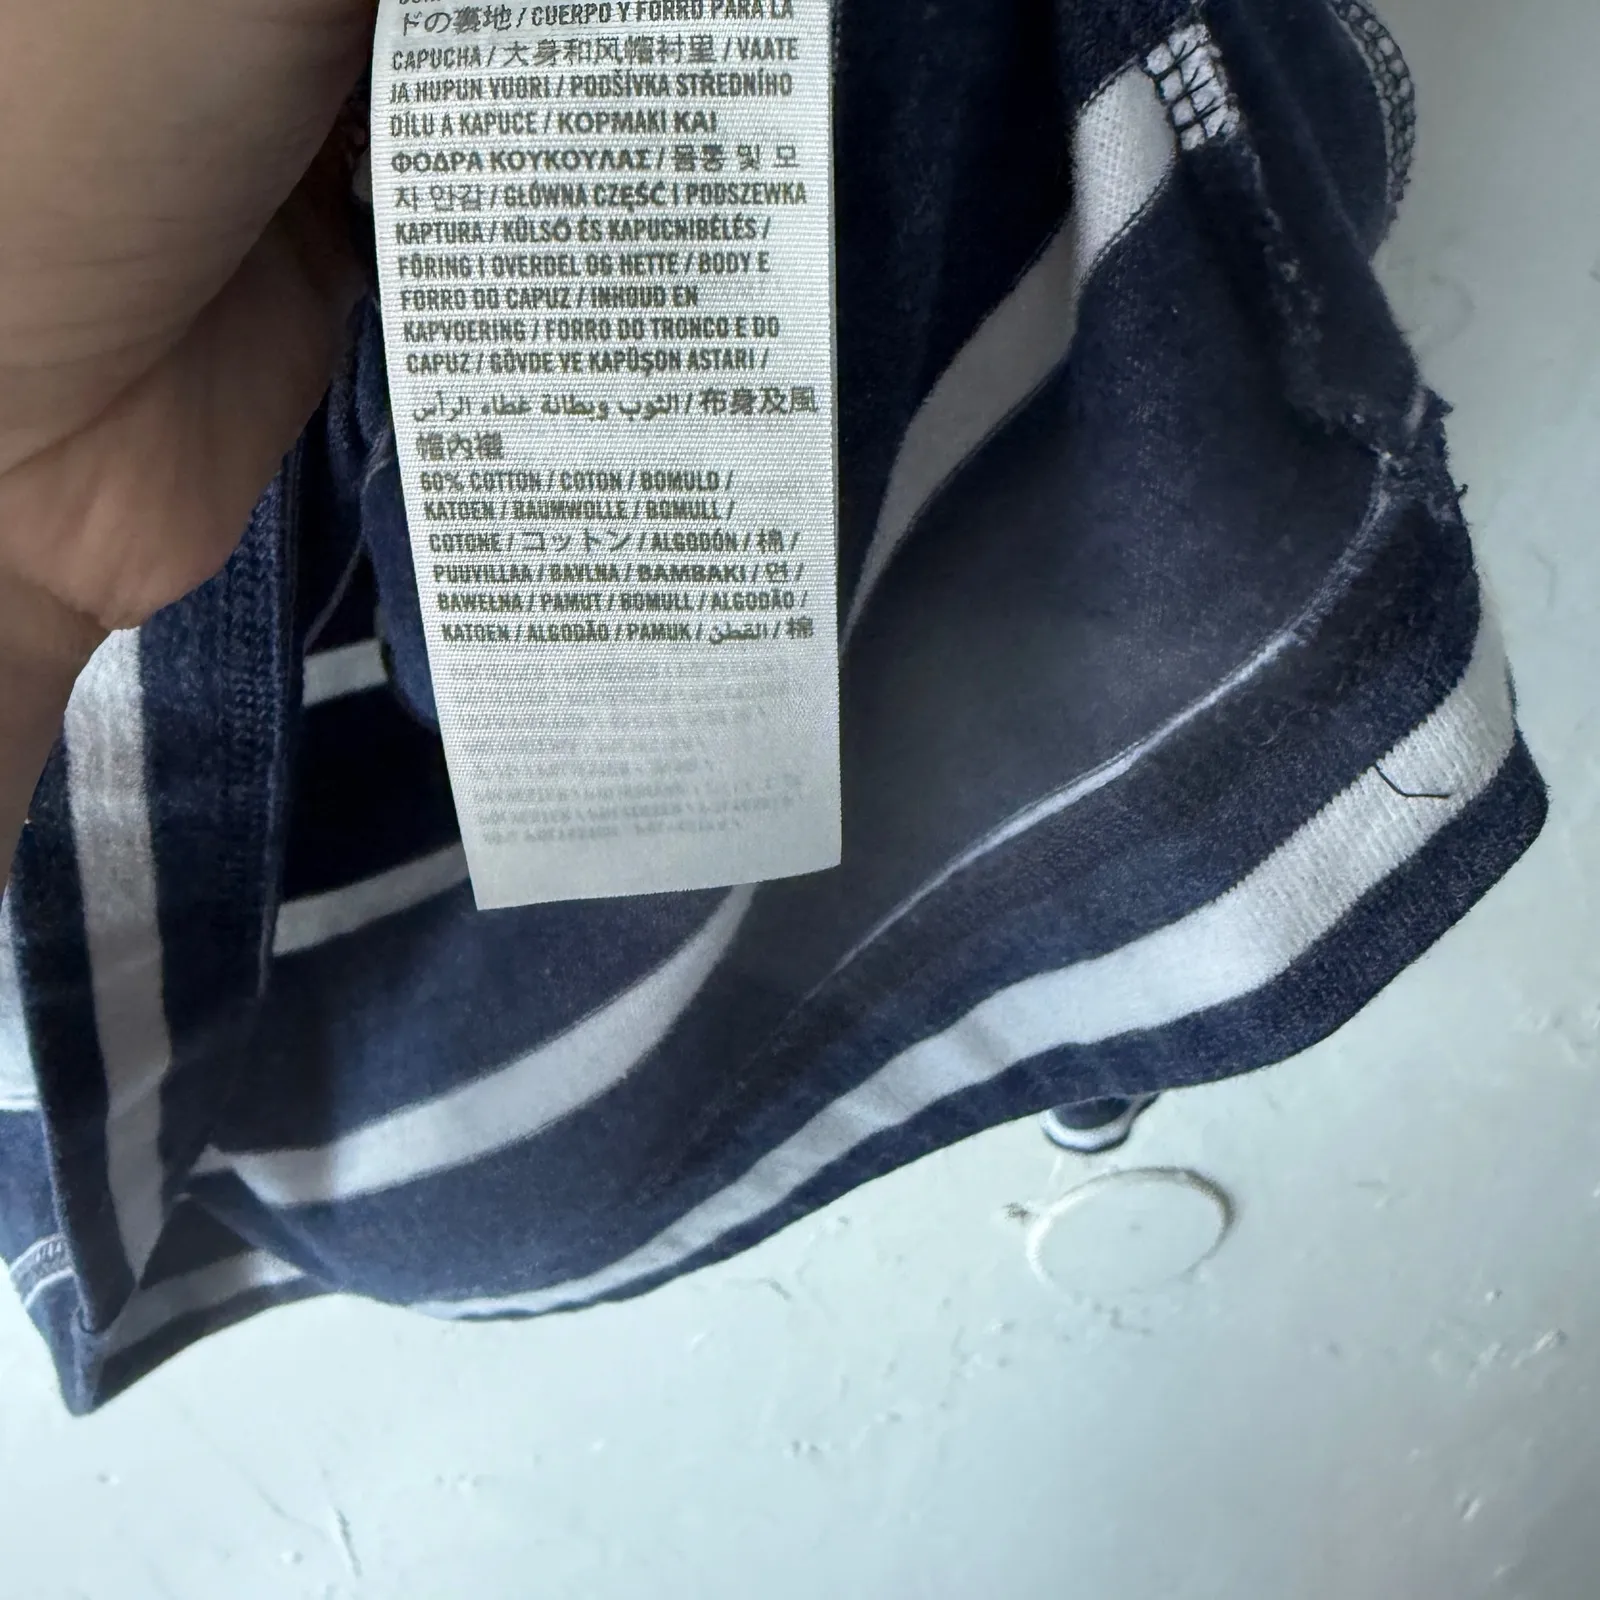 ドの裏地 / CUERPO Y FORRO PARA LA
CAPUCHA / 大身和风帽衬里 / VAATE
JA HUPUN VUORI / PODŠÍVKA STŘEDNÍHO
DÍLU A KAPUCE / ΚΟΡΜΑΚΙ ΚΑΙ
ΦΟΔΡΑ ΚΟΥΚΟΥΛΑΣ / 몸통 및 모
자 안감 / GŁÓWNA CZĘŚĆ I PODSZEWKA
KAPTURA / KÜLSŐ ÉS KAPUCNIBÉLÉS /
FÔRING I OVERDEL OG HETTE / BODY E
FORRO DO CAPUZ / INHOUD EN
KAPVOERING / FORRO DO TRONCO E DO
CAPUZ / GÖVDE VE KAPÜŞON ASTARI /
الثوب وبطانة غطاء الرأس / 布身及風
帽內襯
60% COTTON / COTON / BOMULD /
KATOEN / BAUMWOLLE / BOMULL /
COTONE / コットン / ALGODÓN / 棉 /
PUUVILLAA / BAVLNA / BAMBAKI / 면 /
BAWEŁNA / PAMUT / BOMULL / ALGODÃO /
KATOEN / ALGODÃO / PAMUK / القطن / 棉